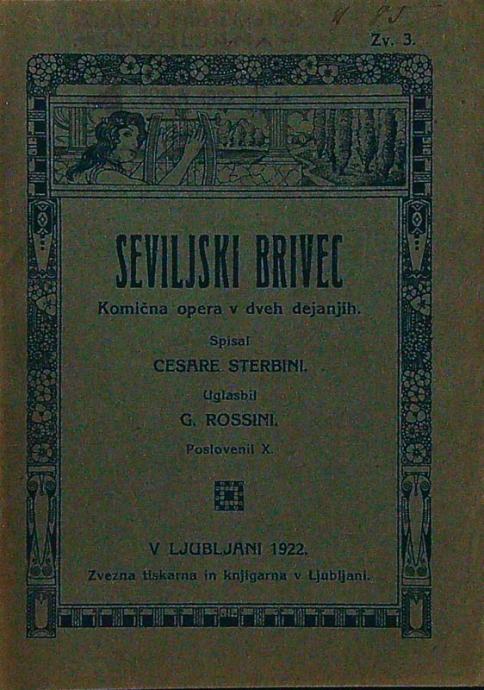 Zv. 3.
SEVILJSKI BRIVEC
Komična opera v dveh dejanjih.
Spisal
CESARE STERBINI.
Uglasbil
G. ROSSINI.
Poslovenil X.
V LJUBLJANI 1922.
Zvezna tiskarna in knjigarna v Ljubljani.